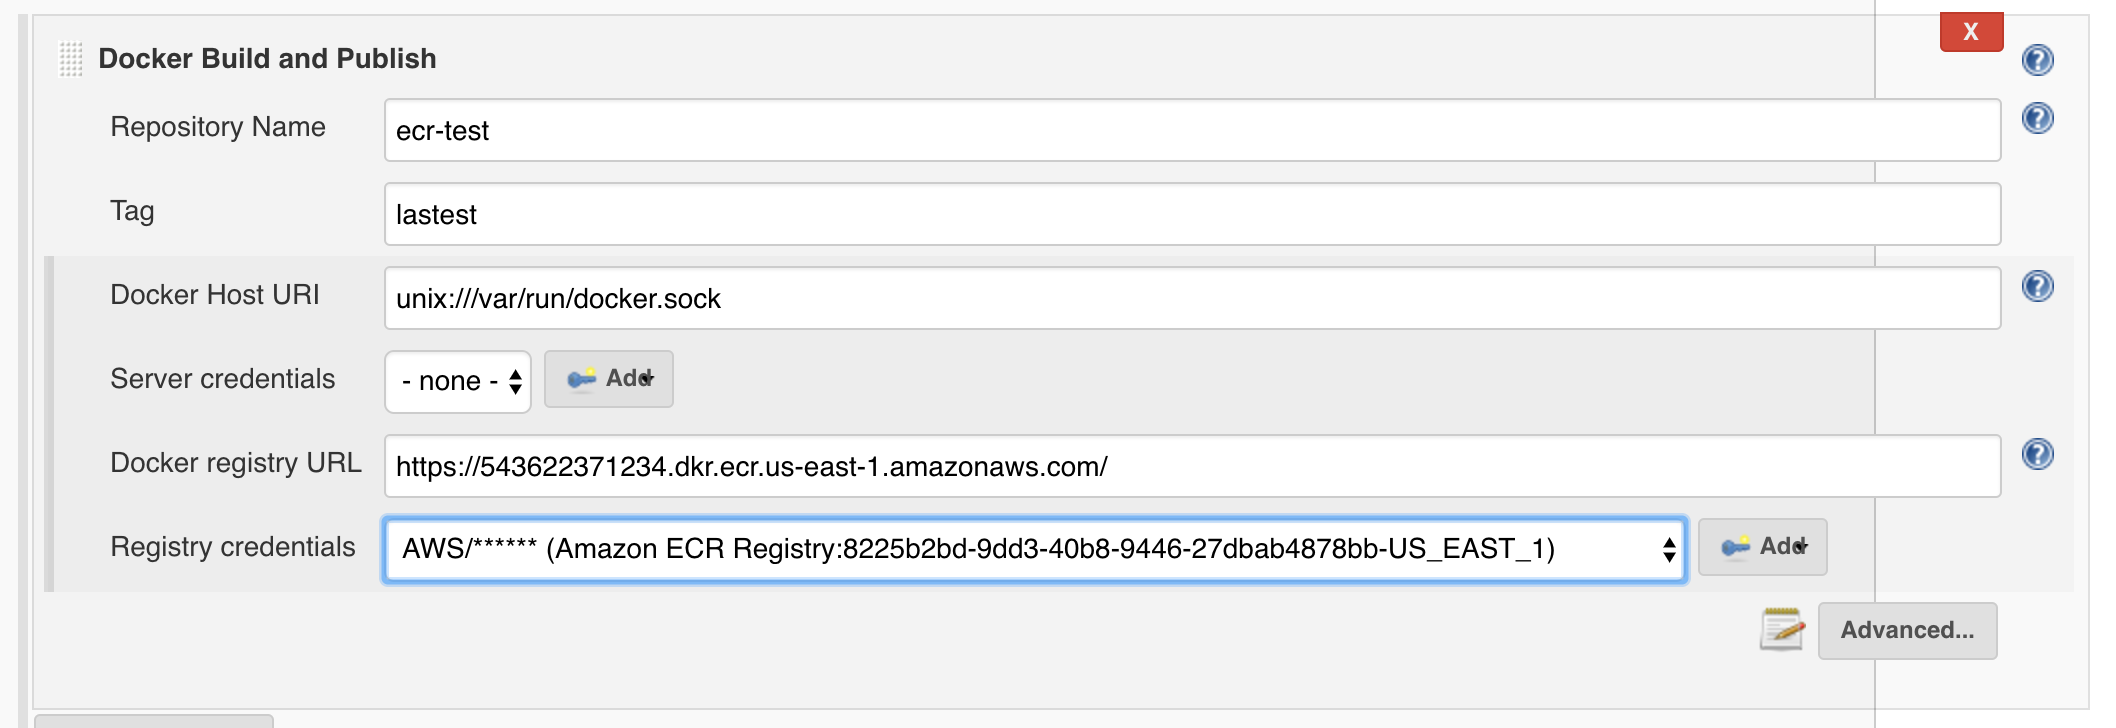 X
Docker Build and Publish
Repository Name ecr-test
Tag lastest
Docker Host URI unix:///var/run/docker.sock
Server credentials - none - Add
Docker registry URL https://543622371234.dkr.ecr.us-east-1.amazonaws.com/
Registry credentials AWS/****** (Amazon ECR Registry:8225b2bd-9dd3-40b8-9446-27dbab4878bb-US_EAST_1) Add
Advanced...